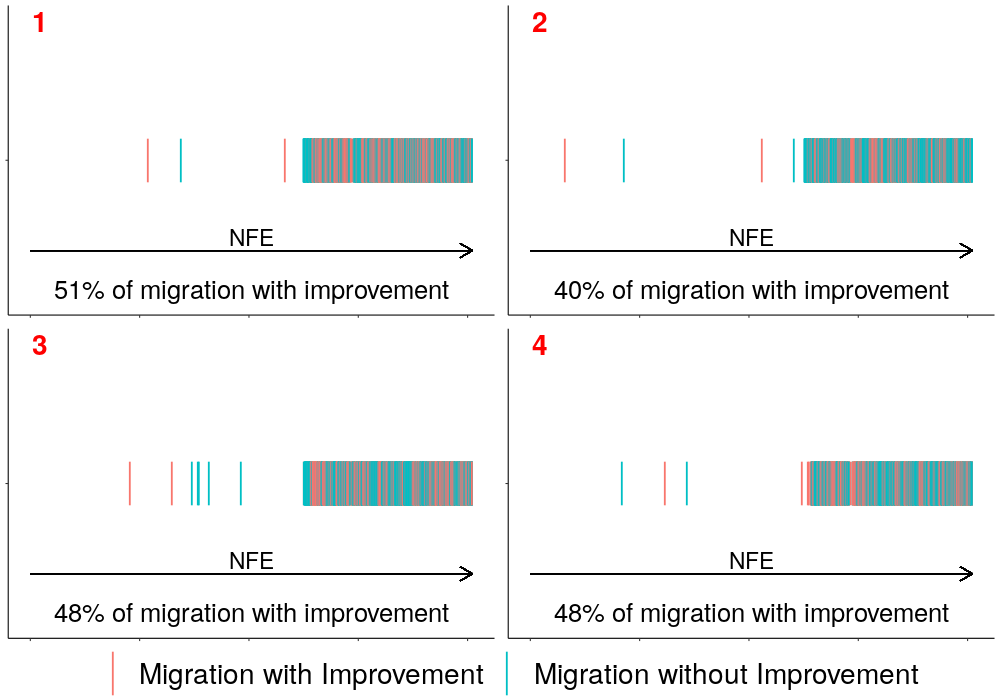 1
NFE
51% of migration with improvement
2
NFE
40% of migration with improvement
3
NFE
48% of migration with improvement
4
NFE
48% of migration with improvement
Migration with Improvement
Migration without Improvement